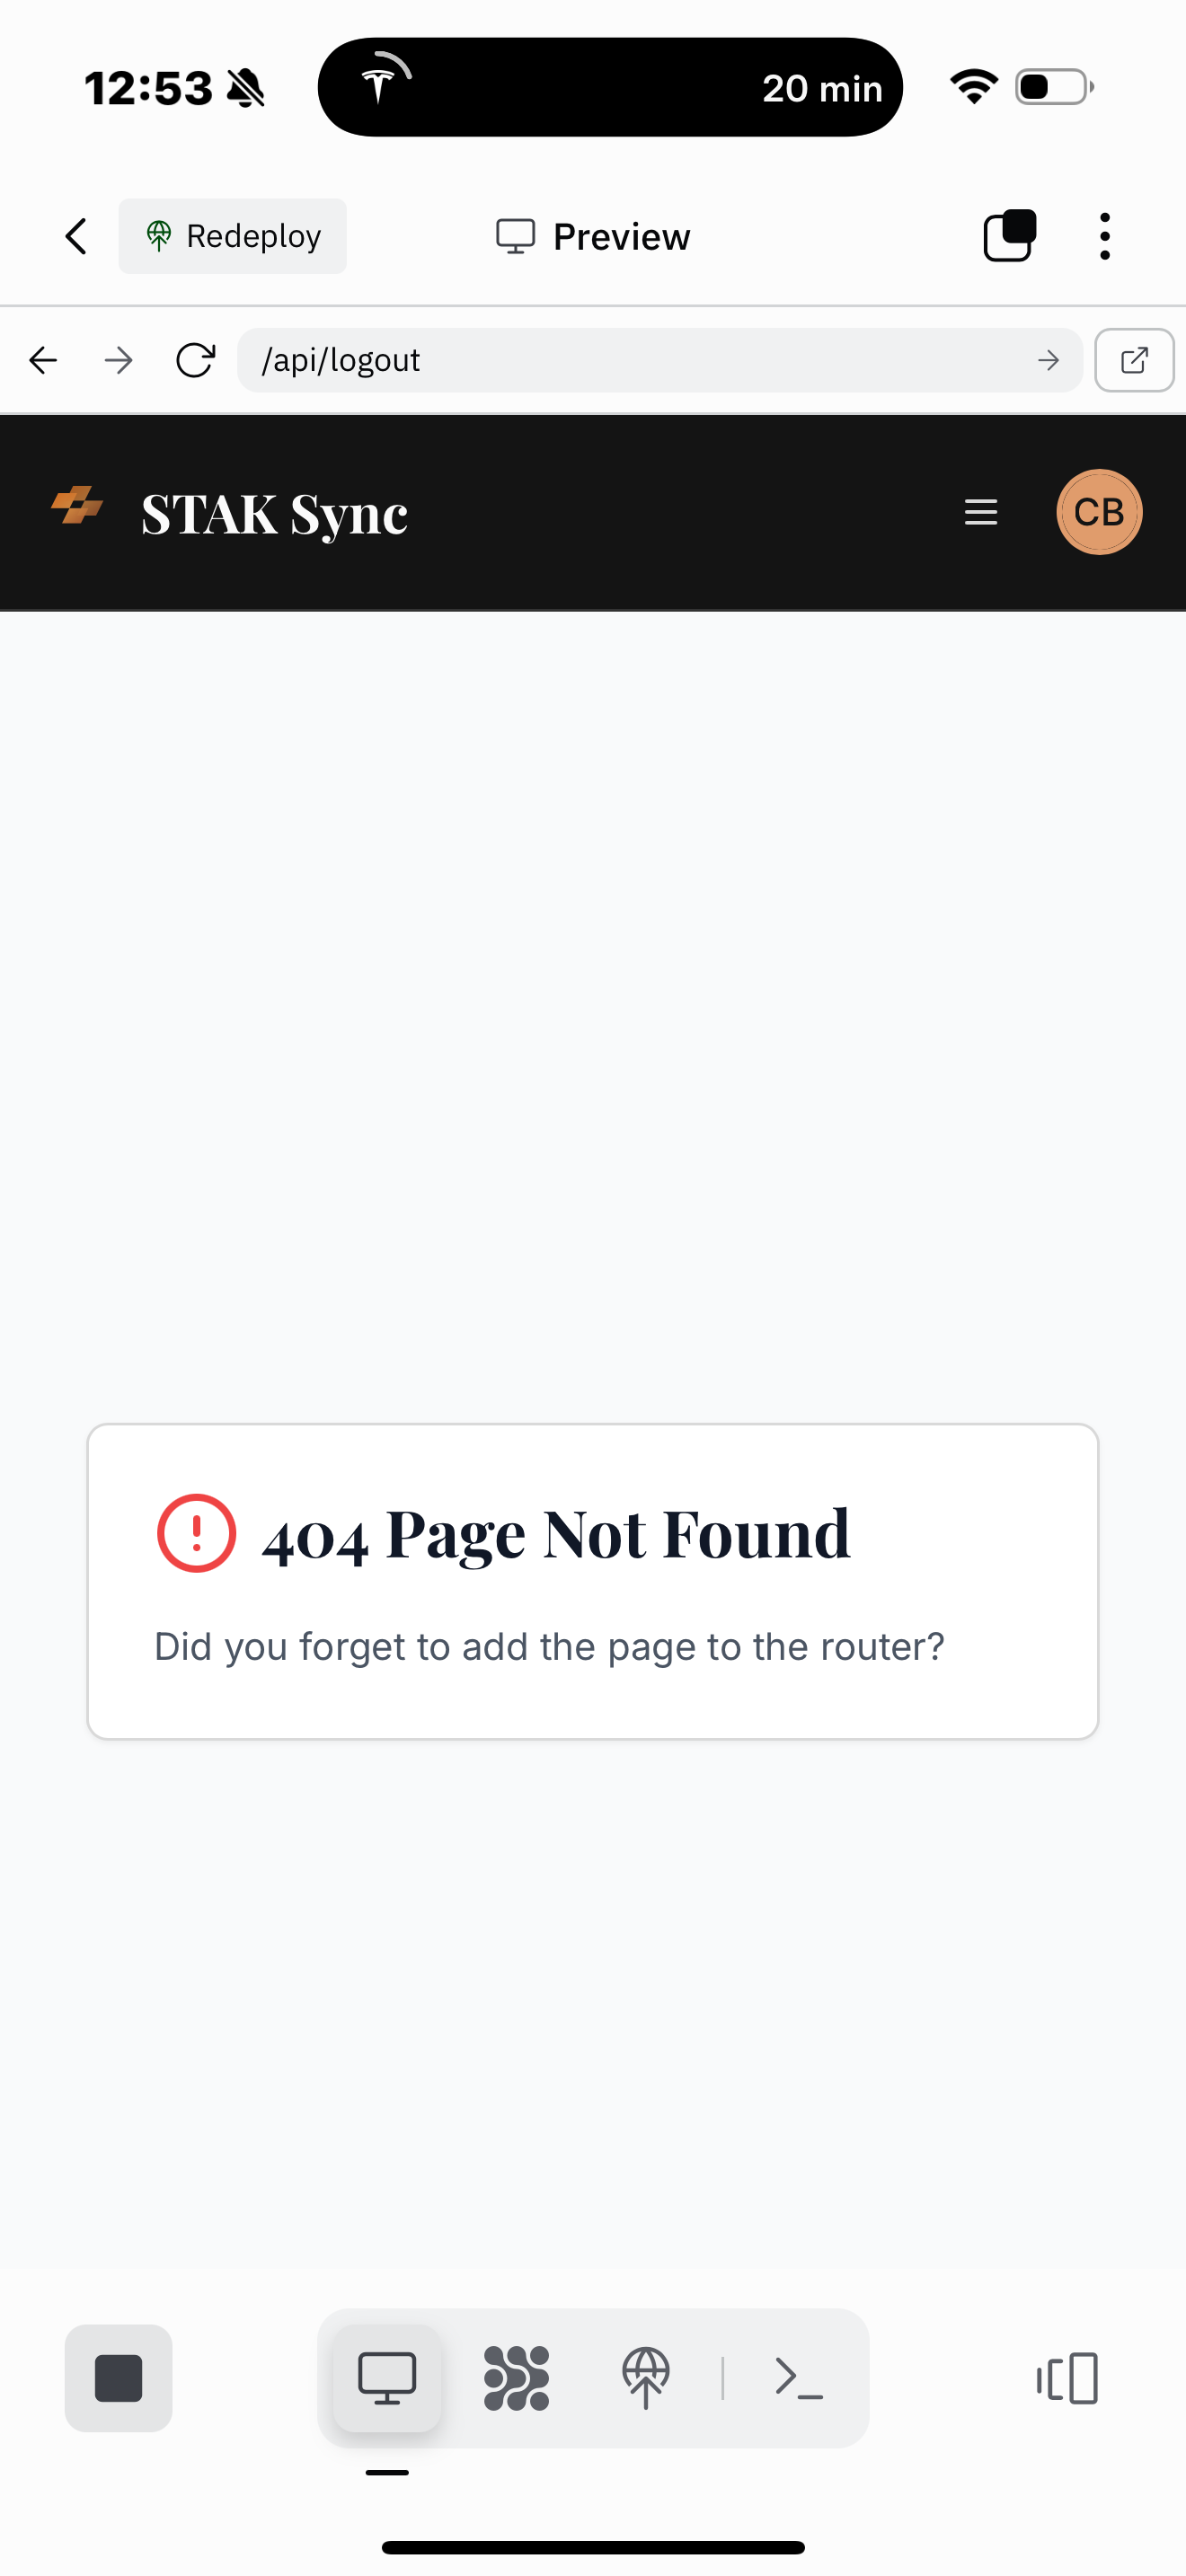 12:53
20 min
Redeploy
Preview
/api/logout
STAK Sync
CB
404 Page Not Found
Did you forget to add the page to the router?